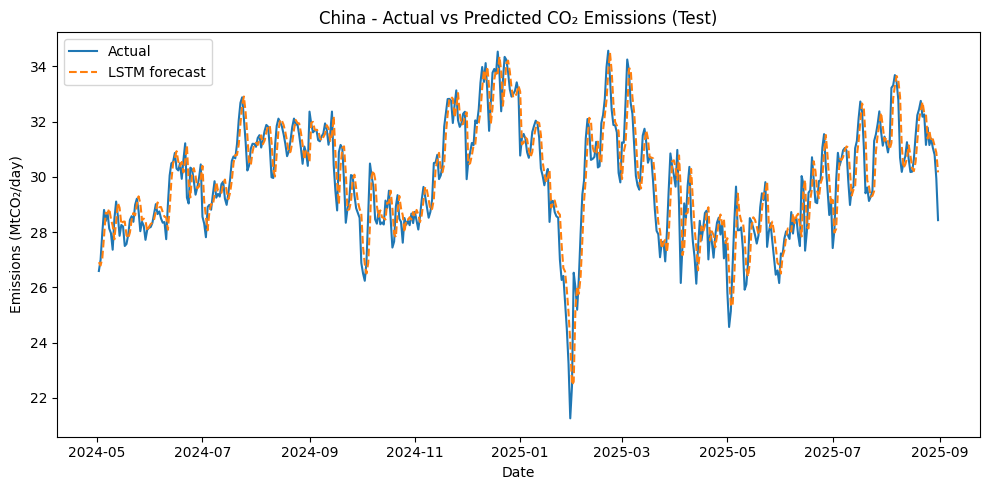 China - Actual vs Predicted CO₂ Emissions (Test)
Actual
LSTM forecast
Emissions (MtCO₂/day)
34
32
30
28
26
24
22
2024-05 2024-07 2024-09 2024-11 2025-01 2025-03 2025-05 2025-07 2025-09
Date